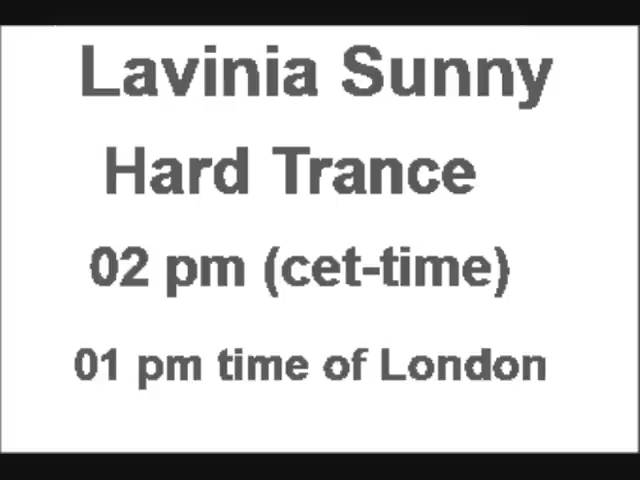 Lavinia Sunny
Hard Trance
02 pm (cet-time)
01 pm time of London